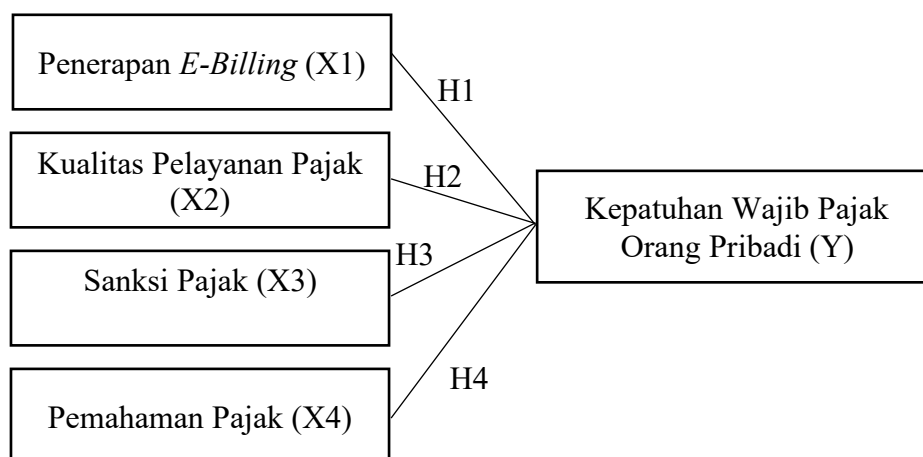 Penerapan E-Billing (X1)
H1
Kualitas Pelayanan Pajak
(X2)
H2
Sanksi Pajak (X3)
H3
Pemahaman Pajak (X4)
H4
Kepatuhan Wajib Pajak
Orang Pribadi (Y)